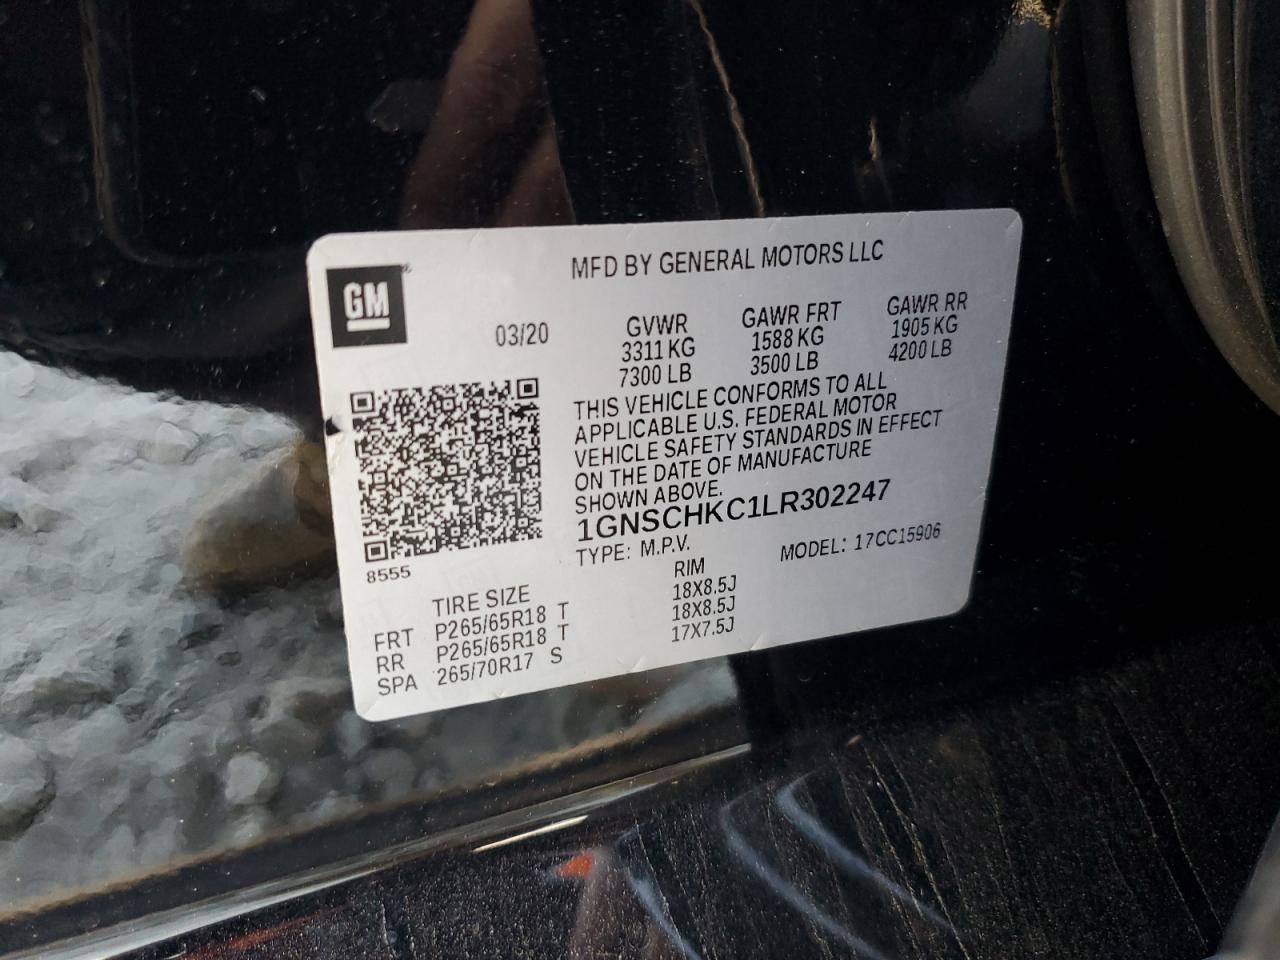 MFD BY GENERAL MOTORS LLC
GM®
03/20
GVWR
3311 KG
7300 LB
GAWR FRT
1588 KG
3500 LB
GAWR RR
1905 KG
4200 LB
THIS VEHICLE CONFORMS TO ALL
APPLICABLE U.S. FEDERAL MOTOR
VEHICLE SAFETY STANDARDS IN EFFECT
ON THE DATE OF MANUFACTURE
SHOWN ABOVE.
1GNSCHKC1LR302247
TYPE: M.P.V. MODEL: 17CC15906
8555
TIRE SIZE RIM
FRT P265/65R18 T 18X8.5J
RR P265/65R18 T 18X8.5J
SPA 265/70R17 S 17X7.5J